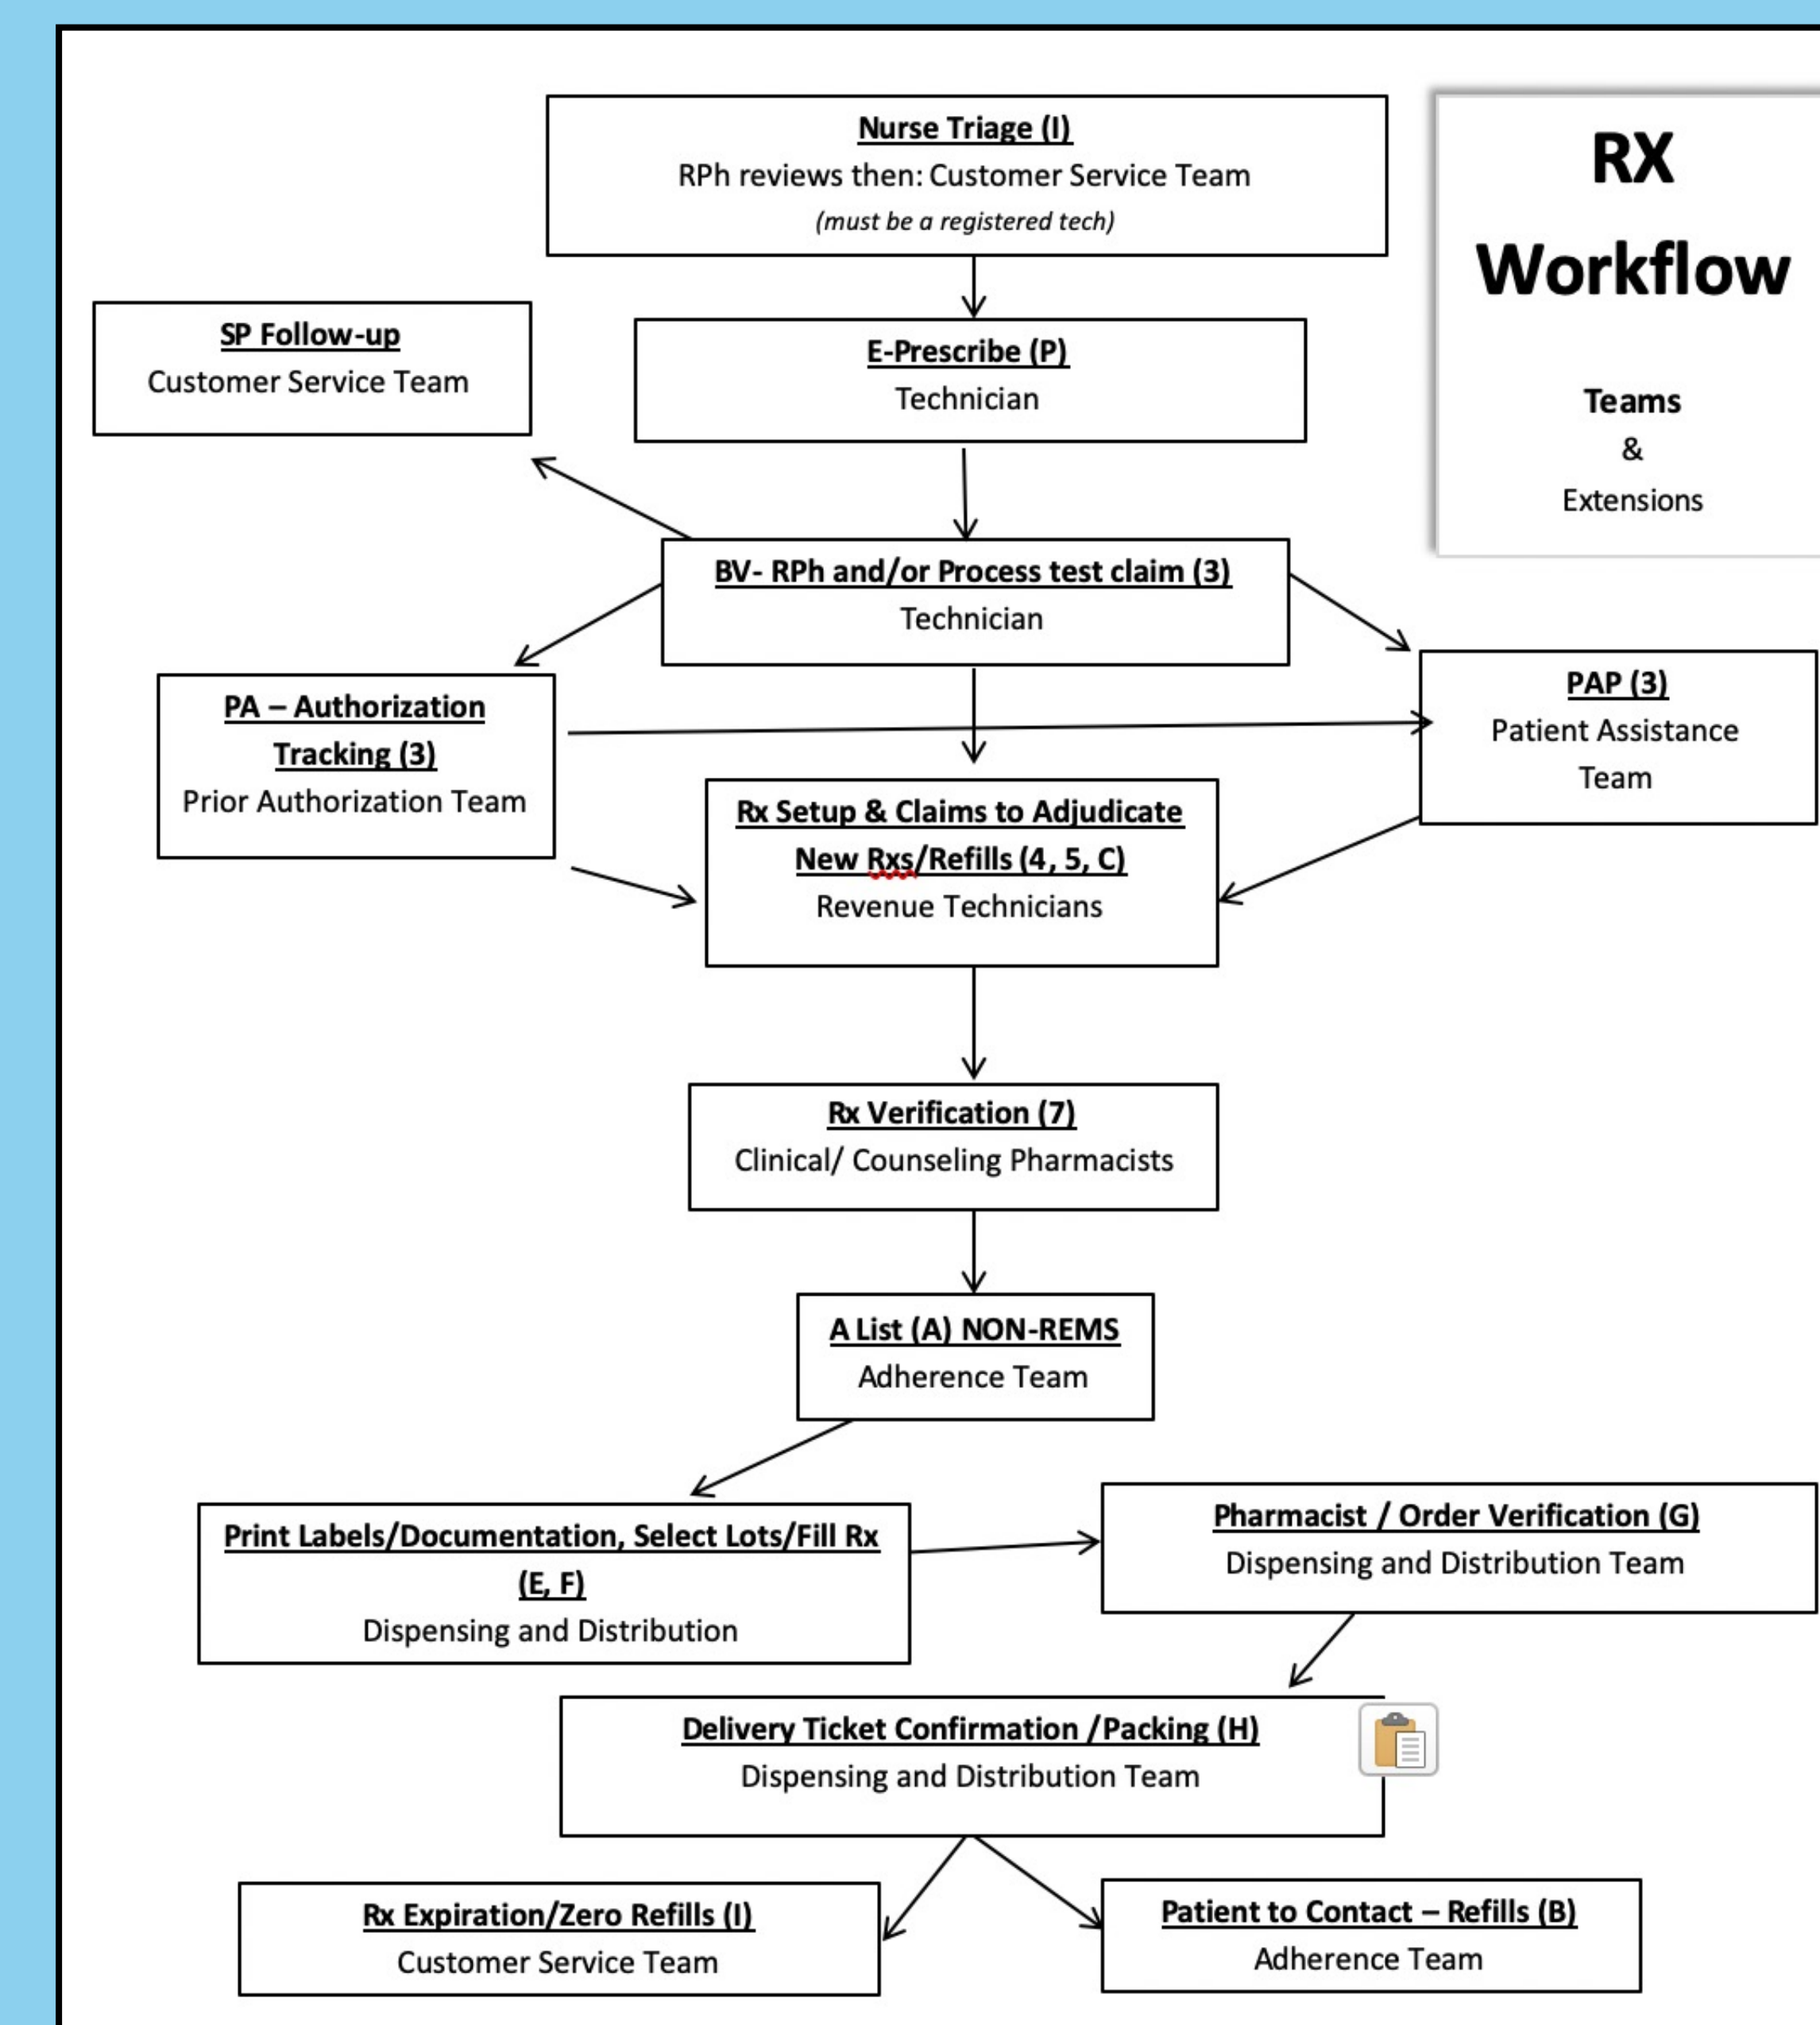 Nurse Triage (I)
RPh reviews then: Customer Service Team
(must be a registered tech)
RX
Workflow
Teams
&
Extensions
SP Follow-up
Customer Service Team
E-Prescribe (P)
Technician
BV- RPh and/or Process test claim (3)
Technician
PA – Authorization
Tracking (3)
Prior Authorization Team
PAP (3)
Patient Assistance
Team
Rx Setup & Claims to Adjudicate
New Rxs/Refills (4, 5, C)
Revenue Technicians
Rx Verification (7)
Clinical/ Counseling Pharmacists
A List (A) NON-REMS
Adherence Team
Print Labels/Documentation, Select Lots/Fill Rx
(E, F)
Dispensing and Distribution
Pharmacist / Order Verification (G)
Dispensing and Distribution Team
Delivery Ticket Confirmation /Packing (H)
Dispensing and Distribution Team
Rx Expiration/Zero Refills (I)
Customer Service Team
Patient to Contact – Refills (B)
Adherence Team